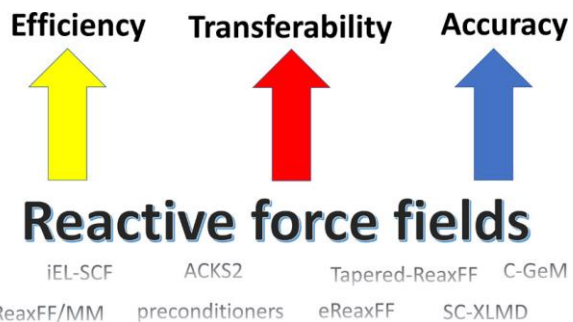 Efficiency Transferability Accuracy
Reactive force fields
iEL-SCF ACKS2 Tapered-ReaxFF C-GeM
ReaxFF/MM preconditioners eReaxFF SC-XLMD